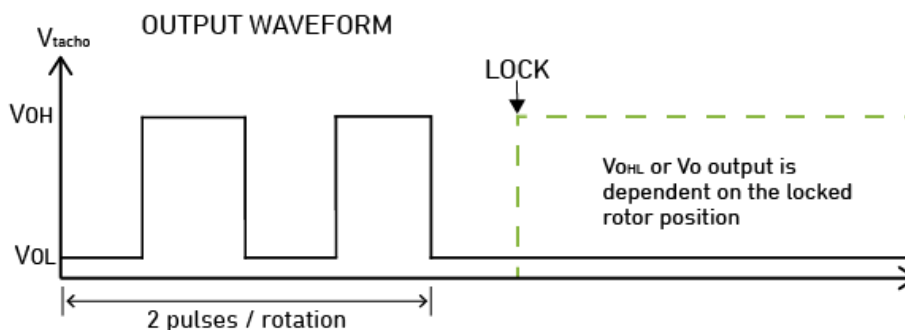 OUTPUT WAVEFORM
Vtacho
LOCK
VOH
VOHL or Vo output is
dependent on the locked
rotor position
VOL
2 pulses / rotation